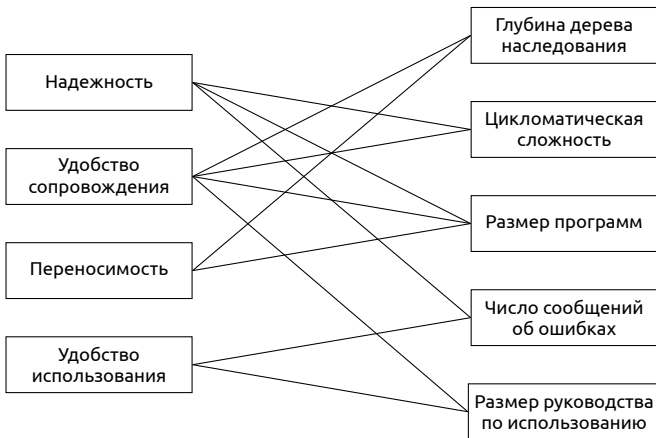 Надежность
Удобство
сопровождения
Переносимость
Удобство
использования
Глубина дерева
наследования
Цикломатическая
сложность
Размер программ
Число сообщений
об ошибках
Размер руководства
по использованию